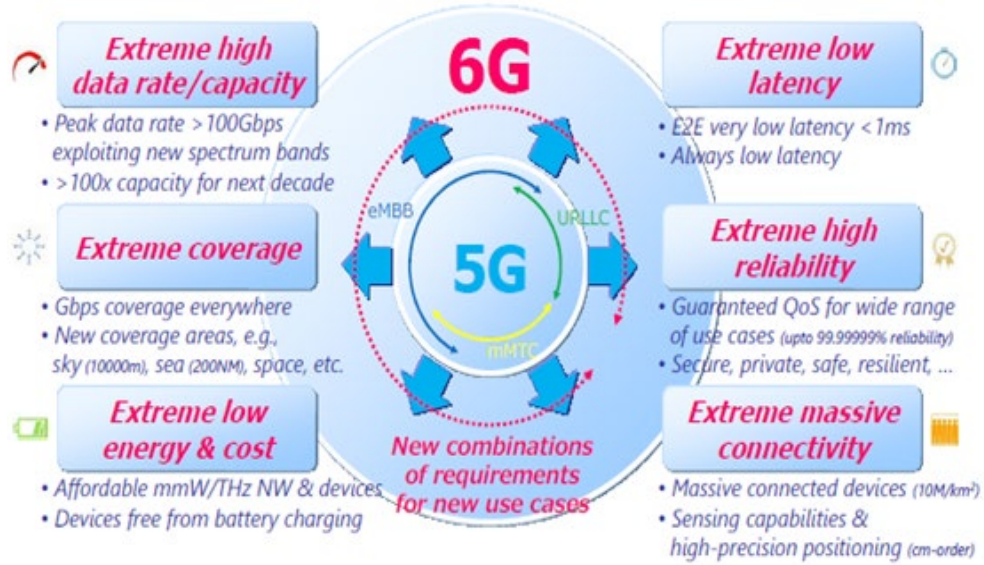 Extreme high
data rate/capacity
• Peak data rate >100Gbps
exploiting new spectrum bands
• >100x capacity for next decade
Extreme coverage
• Gbps coverage everywhere
• New coverage areas, e.g.,
sky (10000m), sea (200NM), space, etc.
Extreme low
energy & cost
• Affordable mmW/THz NW & devices
• Devices free from battery charging
6G
eMBB
URLLC
5G
mMTC
New combinations
of requirements
for new use cases
Extreme low
latency
• E2E very low latency <1ms
• Always low latency
Extreme high
reliability
• Guaranteed QoS for wide range
of use cases (upto 99.99999% reliability)
• Secure, private, safe, resilient, ...
Extreme massive
connectivity
• Massive connected devices (10M/km²)
• Sensing capabilities &
high-precision positioning (cm-order)